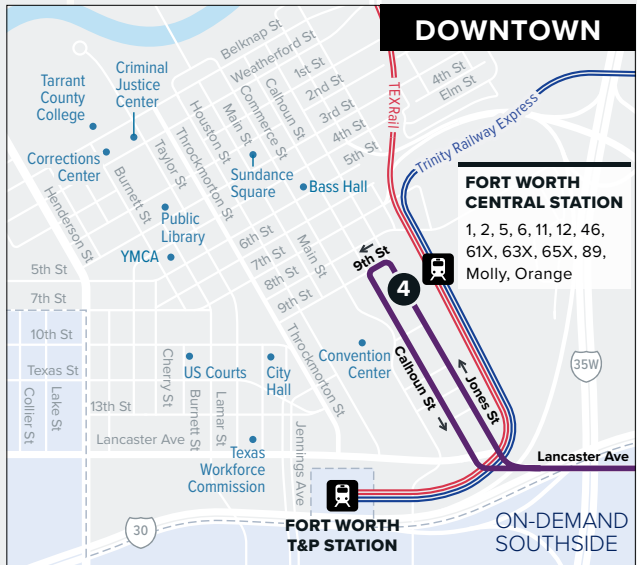 DOWNTOWN
Belknap St
Weatherford St
1st St
2nd St
3rd St
4th St
5th St
4th St
Elm St
TEXRail
Trinity Railway Express
Tarrant
County
College
Criminal
Justice
Center
Corrections
Center
Houston St
Main St
Commerce St
Calhoun St
Throckmorton St
Taylor St
Burnett St
Henderson St
Sundance
Square
Bass Hall
Public
Library
YMCA
FORT WORTH
CENTRAL STATION
1, 2, 5, 6, 11, 12, 46,
61X, 63X, 65X, 89,
Molly, Orange
6th St
7th St
8th St
9th St
Main St
9th St
4
5th St
7th St
10th St
Texas St
Collier St
Lake St
13th St
Lancaster Ave
Cherry St
Burnett St
Lamar St
US Courts
City
Hall
Throckmorton St
Convention
Center
Calhoun St
Jones St
35W
Texas
Workforce
Commission
Jennings Ave
Lancaster Ave
30
FORT WORTH
T&P STATION
ON-DEMAND
SOUTHSIDE